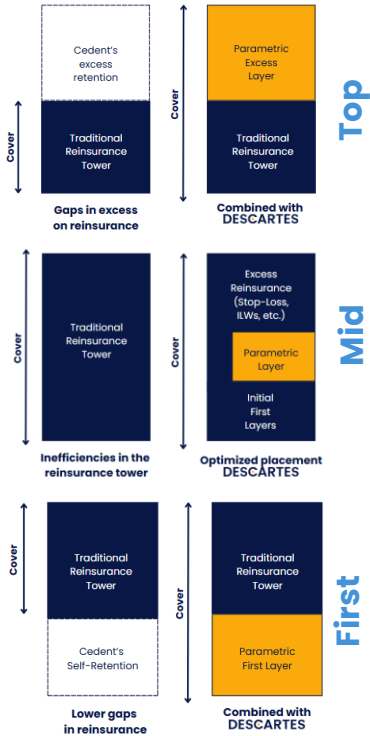 Cedent's
excess
retention
Cover
Traditional
Reinsurance
Tower
Gaps in excess
on reinsurance
Cover
Parametric
Excess
Layer
Traditional
Reinsurance
Tower
Combined with
DESCARTES
Top
Cover
Traditional
Reinsurance
Tower
Inefficiencies in the
reinsurance tower
Cover
Excess
Reinsurance
(Stop-Loss,
ILWs, etc.)
Parametric
Layer
Initial
First
Layers
Optimized placement
DESCARTES
Mid
Cover
Traditional
Reinsurance
Tower
Cedent's
Self-Retention
Lower gaps
in reinsurance
Cover
Traditional
Reinsurance
Tower
Parametric
First Layer
Combined with
DESCARTES
First